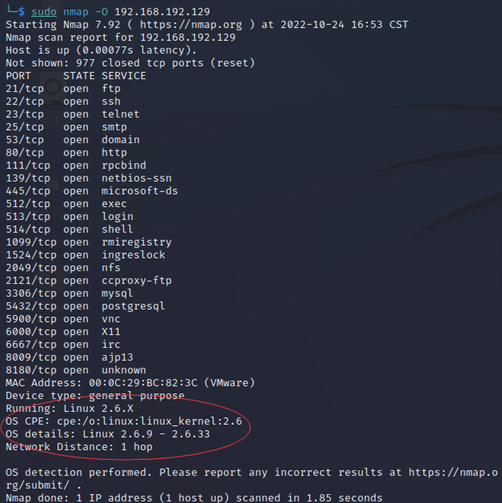 └─$ sudo nmap -O 192.168.192.129
Starting Nmap 7.92 ( https://nmap.org ) at 2022-10-24 16:53 CST
Nmap scan report for 192.168.192.129
Host is up (0.00077s latency).
Not shown: 977 closed tcp ports (reset)
PORT     STATE SERVICE
21/tcp   open  ftp
22/tcp   open  ssh
23/tcp   open  telnet
25/tcp   open  smtp
53/tcp   open  domain
80/tcp   open  http
111/tcp  open  rpcbind
139/tcp  open  netbios-ssn
445/tcp  open  microsoft-ds
512/tcp  open  exec
513/tcp  open  login
514/tcp  open  shell
1099/tcp open  rmiregistry
1524/tcp open  ingreslock
2049/tcp open  nfs
2121/tcp open  ccproxy-ftp
3306/tcp open  mysql
5432/tcp open  postgresql
5900/tcp open  vnc
6000/tcp open  X11
6667/tcp open  irc
8009/tcp open  ajp13
8180/tcp open  unknown
MAC Address: 00:0C:29:BC:82:3C (VMware)
Device type: general purpose
Running: Linux 2.6.X
OS CPE: cpe:/o:linux:linux_kernel:2.6
OS details: Linux 2.6.9 - 2.6.33
Network Distance: 1 hop

OS detection performed. Please report any incorrect results at https://nmap.o
rg/submit/ .
Nmap done: 1 IP address (1 host up) scanned in 1.85 seconds